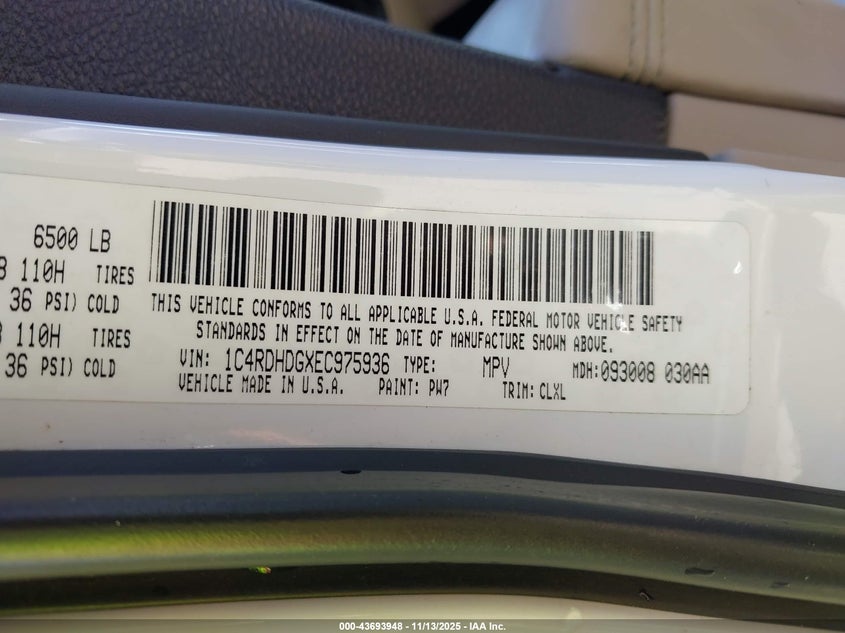 6500 LB
110H TIRES
36 PSI) COLD
110H TIRES
36 PSI) COLD
THIS VEHICLE CONFORMS TO ALL APPLICABLE U.S.A. FEDERAL MOTOR VEHICLE SAFETY
STANDARDS IN EFFECT ON THE DATE OF MANUFACTURE SHOWN ABOVE.
VIN: 1C4RDHDGXEC975936 TYPE: MPV MDH:093008 030AA
VEHICLE MADE IN U.S.A. PAINT: PW7 TRIM: CLXL
000-43693948 - 11/13/2025 - IAA Inc.